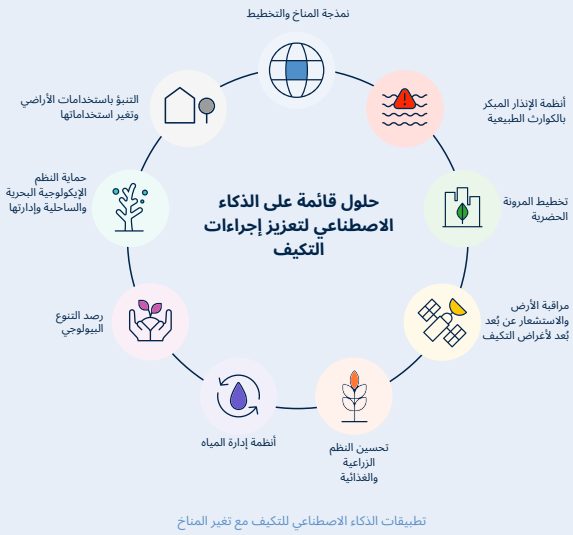 نمذجة المناخ والتخطيط
أنظمة الإنذار المبكر
بالكوارث الطبيعية
تخطيط المرونة
الحضرية
مراقبة الأرض
والاستشعار عن بُعد
بُعد لأغراض التكيف
تحسين النظم
الزراعية
والغذائية
أنظمة إدارة المياه
رصد التنوع
البيولوجي
حماية النظم
الإيكولوجية البحرية
والساحلية وإدارتها
التنبؤ باستخدامات الأراضي
وتغير استخداماتها
حلول قائمة على الذكاء
الاصطناعي لتعزيز إجراءات
التكيف
تطبيقات الذكاء الاصطناعي للتكيف مع تغير المناخ